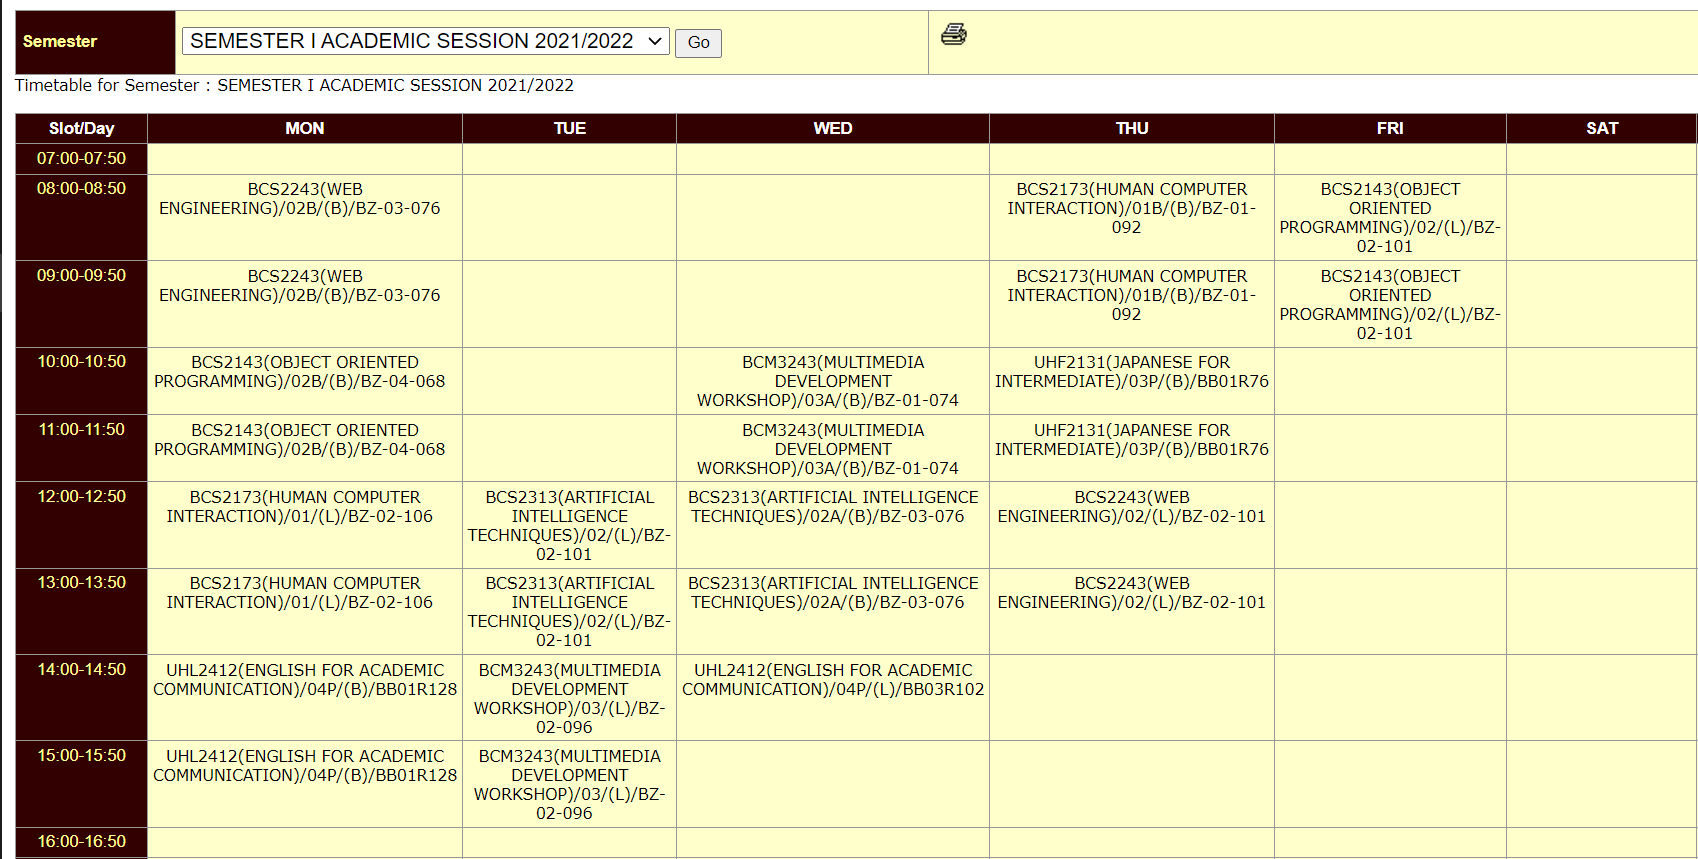 Semester
SEMESTER I ACADEMIC SESSION 2021/2022
Go
Timetable for Semester : SEMESTER I ACADEMIC SESSION 2021/2022
Slot/Day MON TUE WED THU FRI SAT
07:00-07:50
08:00-08:50
BCS2243(WEB
ENGINEERING)/02B/(B)/BZ-03-076
BCS2173(HUMAN COMPUTER
INTERACTION)/01B/(B)/BZ-01-
092
BCS2143(OBJECT
ORIENTED
PROGRAMMING)/02/(L)/BZ-
02-101
09:00-09:50
BCS2243(WEB
ENGINEERING)/02B/(B)/BZ-03-076
BCS2173(HUMAN COMPUTER
INTERACTION)/01B/(B)/BZ-01-
092
BCS2143(OBJECT
ORIENTED
PROGRAMMING)/02/(L)/BZ-
02-101
10:00-10:50
BCS2143(OBJECT ORIENTED
PROGRAMMING)/02B/(B)/BZ-04-068
BCM3243(MULTIMEDIA
DEVELOPMENT
WORKSHOP)/03A/(B)/BZ-01-074
UHF2131(JAPANESE FOR
INTERMEDIATE)/03P/(B)/BB01R76
11:00-11:50
BCS2143(OBJECT ORIENTED
PROGRAMMING)/02B/(B)/BZ-04-068
BCM3243(MULTIMEDIA
DEVELOPMENT
WORKSHOP)/03A/(B)/BZ-01-074
UHF2131(JAPANESE FOR
INTERMEDIATE)/03P/(B)/BB01R76
12:00-12:50
BCS2173(HUMAN COMPUTER
INTERACTION)/01/(L)/BZ-02-106
BCS2313(ARTIFICIAL
INTELLIGENCE
TECHNIQUES)/02/(L)/BZ-
02-101
BCS2313(ARTIFICIAL INTELLIGENCE
TECHNIQUES)/02A/(B)/BZ-03-076
BCS2243(WEB
ENGINEERING)/02/(L)/BZ-02-101
13:00-13:50
BCS2173(HUMAN COMPUTER
INTERACTION)/01/(L)/BZ-02-106
BCS2313(ARTIFICIAL
INTELLIGENCE
TECHNIQUES)/02/(L)/BZ-
02-101
BCS2313(ARTIFICIAL INTELLIGENCE
TECHNIQUES)/02A/(B)/BZ-03-076
BCS2243(WEB
ENGINEERING)/02/(L)/BZ-02-101
14:00-14:50
UHL2412(ENGLISH FOR ACADEMIC
COMMUNICATION)/04P/(B)/BB01R128
BCM3243(MULTIMEDIA
DEVELOPMENT
WORKSHOP)/03/(L)/BZ-
02-096
UHL2412(ENGLISH FOR ACADEMIC
COMMUNICATION)/04P/(L)/BB03R102
15:00-15:50
UHL2412(ENGLISH FOR ACADEMIC
COMMUNICATION)/04P/(B)/BB01R128
BCM3243(MULTIMEDIA
DEVELOPMENT
WORKSHOP)/03/(L)/BZ-
02-096
16:00-16:50